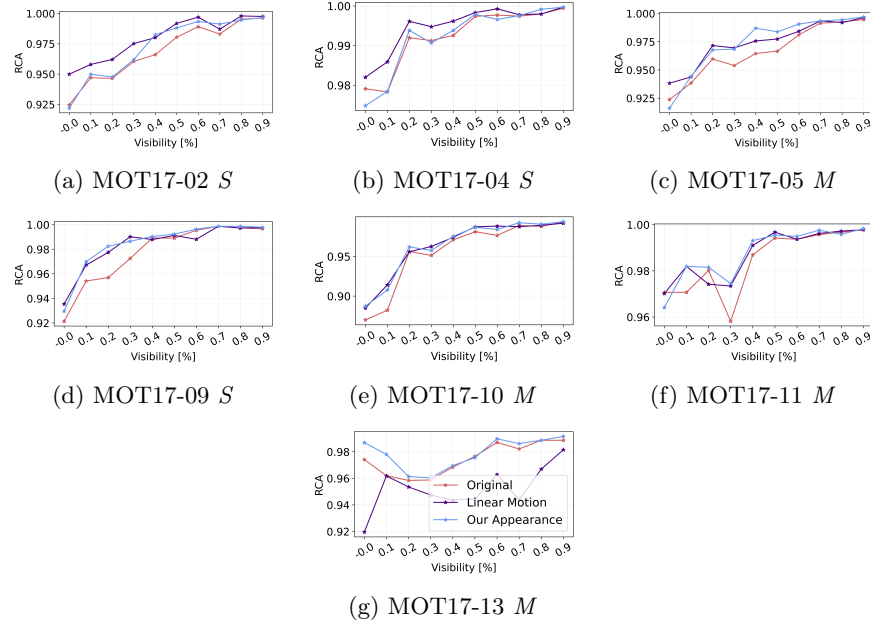 1.000
0.975
0.950
0.925
RCA
-0.0 0.1 0.2 0.3 0.4 0.5 0.6 0.7 0.8 0.9
Visibility [%]
(a) MOT17-02 S
1.00
0.99
0.98
RCA
-0.0 0.1 0.2 0.3 0.4 0.5 0.6 0.7 0.8 0.9
Visibility [%]
(b) MOT17-04 S
1.000
0.975
0.950
0.925
RCA
-0.0 0.1 0.2 0.3 0.4 0.5 0.6 0.7 0.8 0.9
Visibility [%]
(c) MOT17-05 M
1.00
0.98
0.96
0.94
0.92
RCA
-0.0 0.1 0.2 0.3 0.4 0.5 0.6 0.7 0.8 0.9
Visibility [%]
(d) MOT17-09 S
0.95
0.90
RCA
-0.0 0.1 0.2 0.3 0.4 0.5 0.6 0.7 0.8 0.9
Visibility [%]
(e) MOT17-10 M
1.00
0.98
0.96
RCA
-0.0 0.1 0.2 0.3 0.4 0.5 0.6 0.7 0.8 0.9
Visibility [%]
(f) MOT17-11 M
0.98
0.96
0.94
0.92
RCA
Original
Linear Motion
Our Appearance
-0.0 0.1 0.2 0.3 0.4 0.5 0.6 0.7 0.8 0.9
Visibility [%]
(g) MOT17-13 M